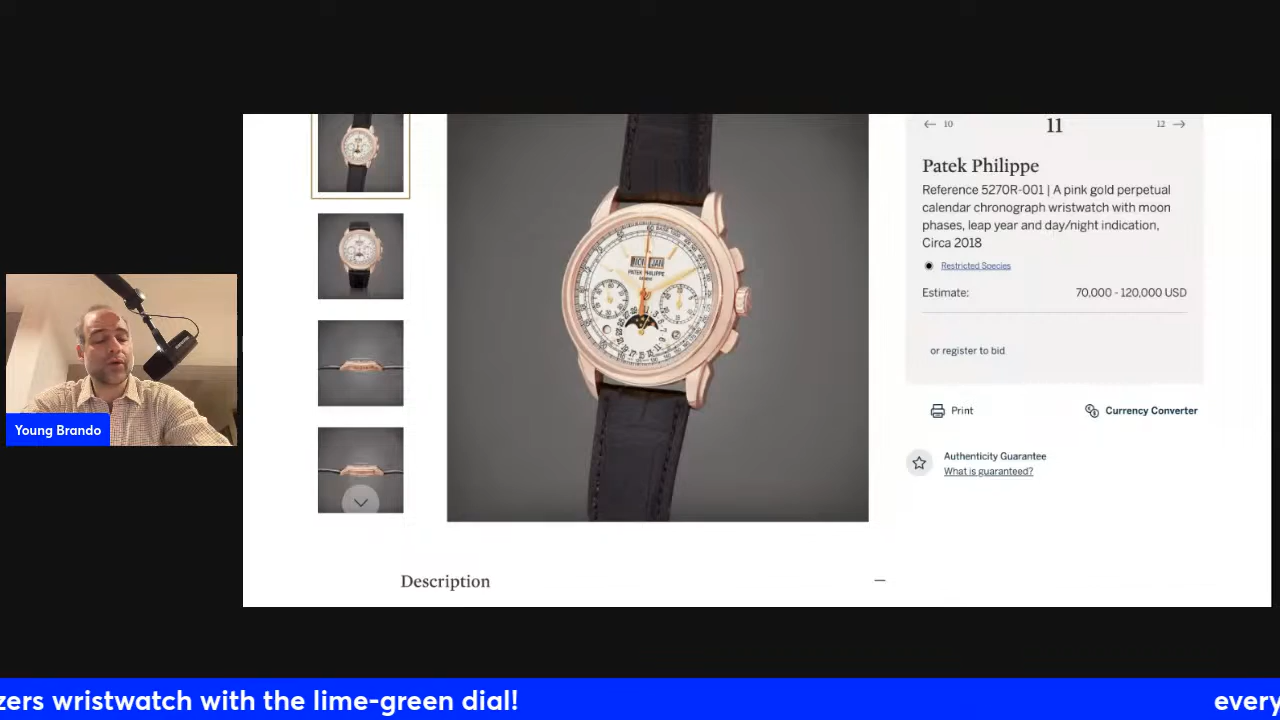 ← 10
11
12 →
Patek Philippe
Reference 5270R-001 | A pink gold perpetual
calendar chronograph wristwatch with moon
phases, leap year and day/night indication,
Circa 2018
Restricted Species
Estimate:
70,000 - 120,000 USD
or register to bid
Print
Currency Converter
Authenticity Guarantee
What is guaranteed?
PATEK PHILIPPE
Young Brando
Description
zers wristwatch with the lime-green dial!
every